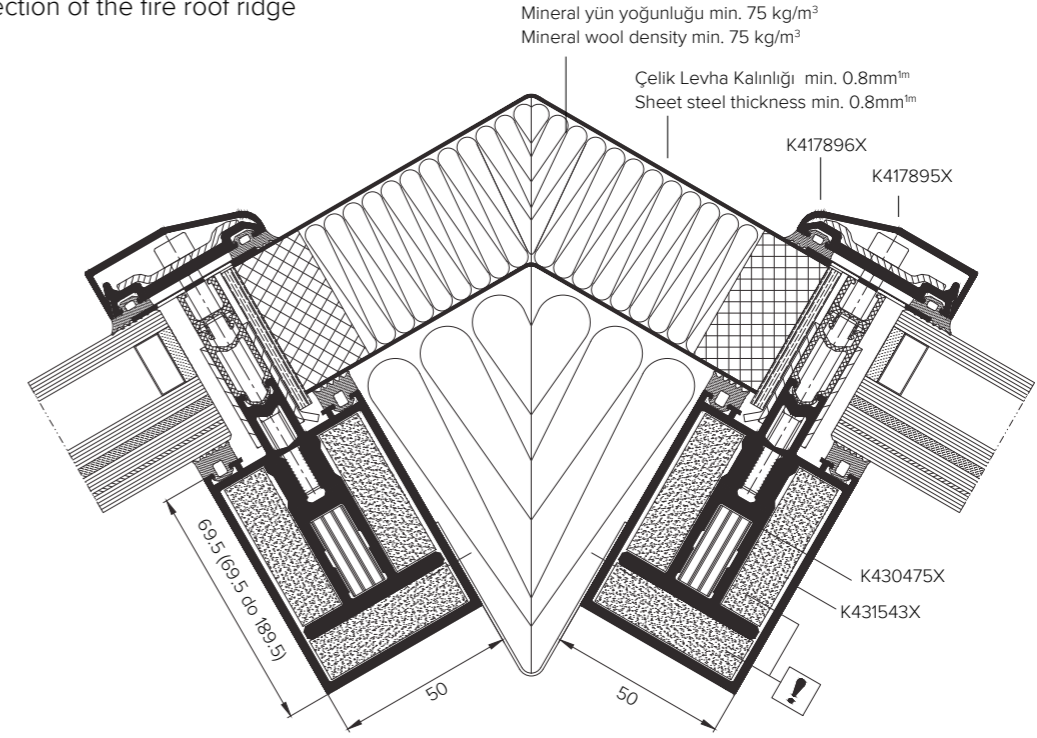 ection of the fire roof ridge
Mineral yün yoğunluğu min. 75 kg/m³
Mineral wool density min. 75 kg/m³
Çelik Levha Kalınlığı min. 0.8mm¹ᵐ
Sheet steel thickness min. 0.8mm¹ᵐ
K417896X
K417895X
69.5 (69.5 do 189.5)
K430475X
K431543X
50
50
!